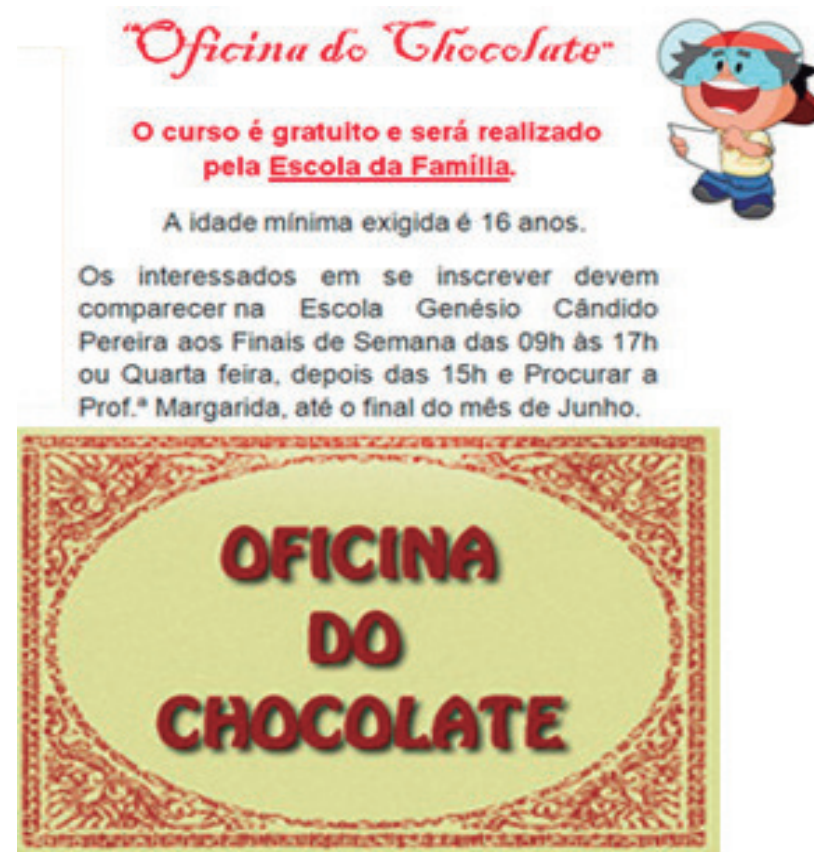 "Oficina do Chocolate"
O curso é gratuito e será realizado
pela Escola da Família.
A idade mínima exigida é 16 anos.
Os interessados em se inscrever devem
comparecer na Escola Genésio Cândido
Pereira aos Finais de Semana das 09h às 17h
ou Quarta feira, depois das 15h e Procurar a
Prof.ª Margarida, até o final do mês de Junho.
OFICINA
DO
CHOCOLATE